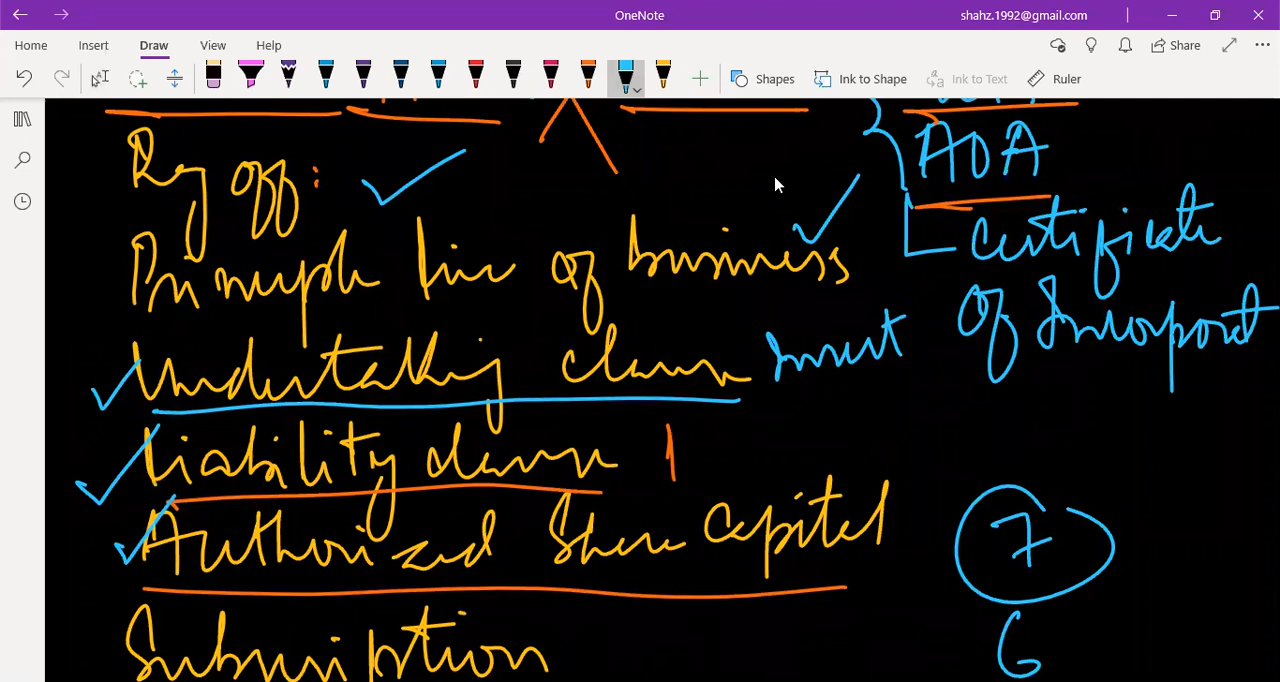 OneNote
shahz.1992@gmail.com
Home Insert Draw View Help
Share
Shapes
Ink to Shape
Ink to Text
Ruler
Reg off:
Principle line of business
Undertaking clause
Liability clause 1
Authorized Share capital
Subscription
AOA
certificate
of Incorporat
7
6